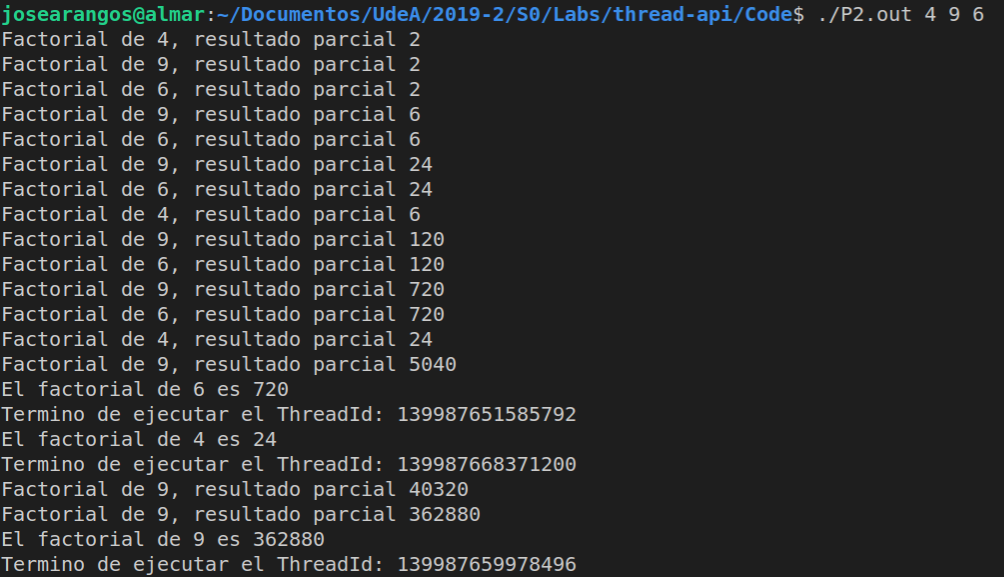 josearangos@almar:~/Documentos/UdeA/2019-2/SO/Labs/thread-api/Code$ ./P2.out 4 9 6
Factorial de 4, resultado parcial 2
Factorial de 9, resultado parcial 2
Factorial de 6, resultado parcial 2
Factorial de 9, resultado parcial 6
Factorial de 6, resultado parcial 6
Factorial de 9, resultado parcial 24
Factorial de 6, resultado parcial 24
Factorial de 4, resultado parcial 6
Factorial de 9, resultado parcial 120
Factorial de 6, resultado parcial 120
Factorial de 9, resultado parcial 720
Factorial de 6, resultado parcial 720
Factorial de 4, resultado parcial 24
Factorial de 9, resultado parcial 5040
El factorial de 6 es 720
Termino de ejecutar el ThreadId: 139987651585792
El factorial de 4 es 24
Termino de ejecutar el ThreadId: 139987668371200
Factorial de 9, resultado parcial 40320
Factorial de 9, resultado parcial 362880
El factorial de 9 es 362880
Termino de ejecutar el ThreadId: 139987659978496